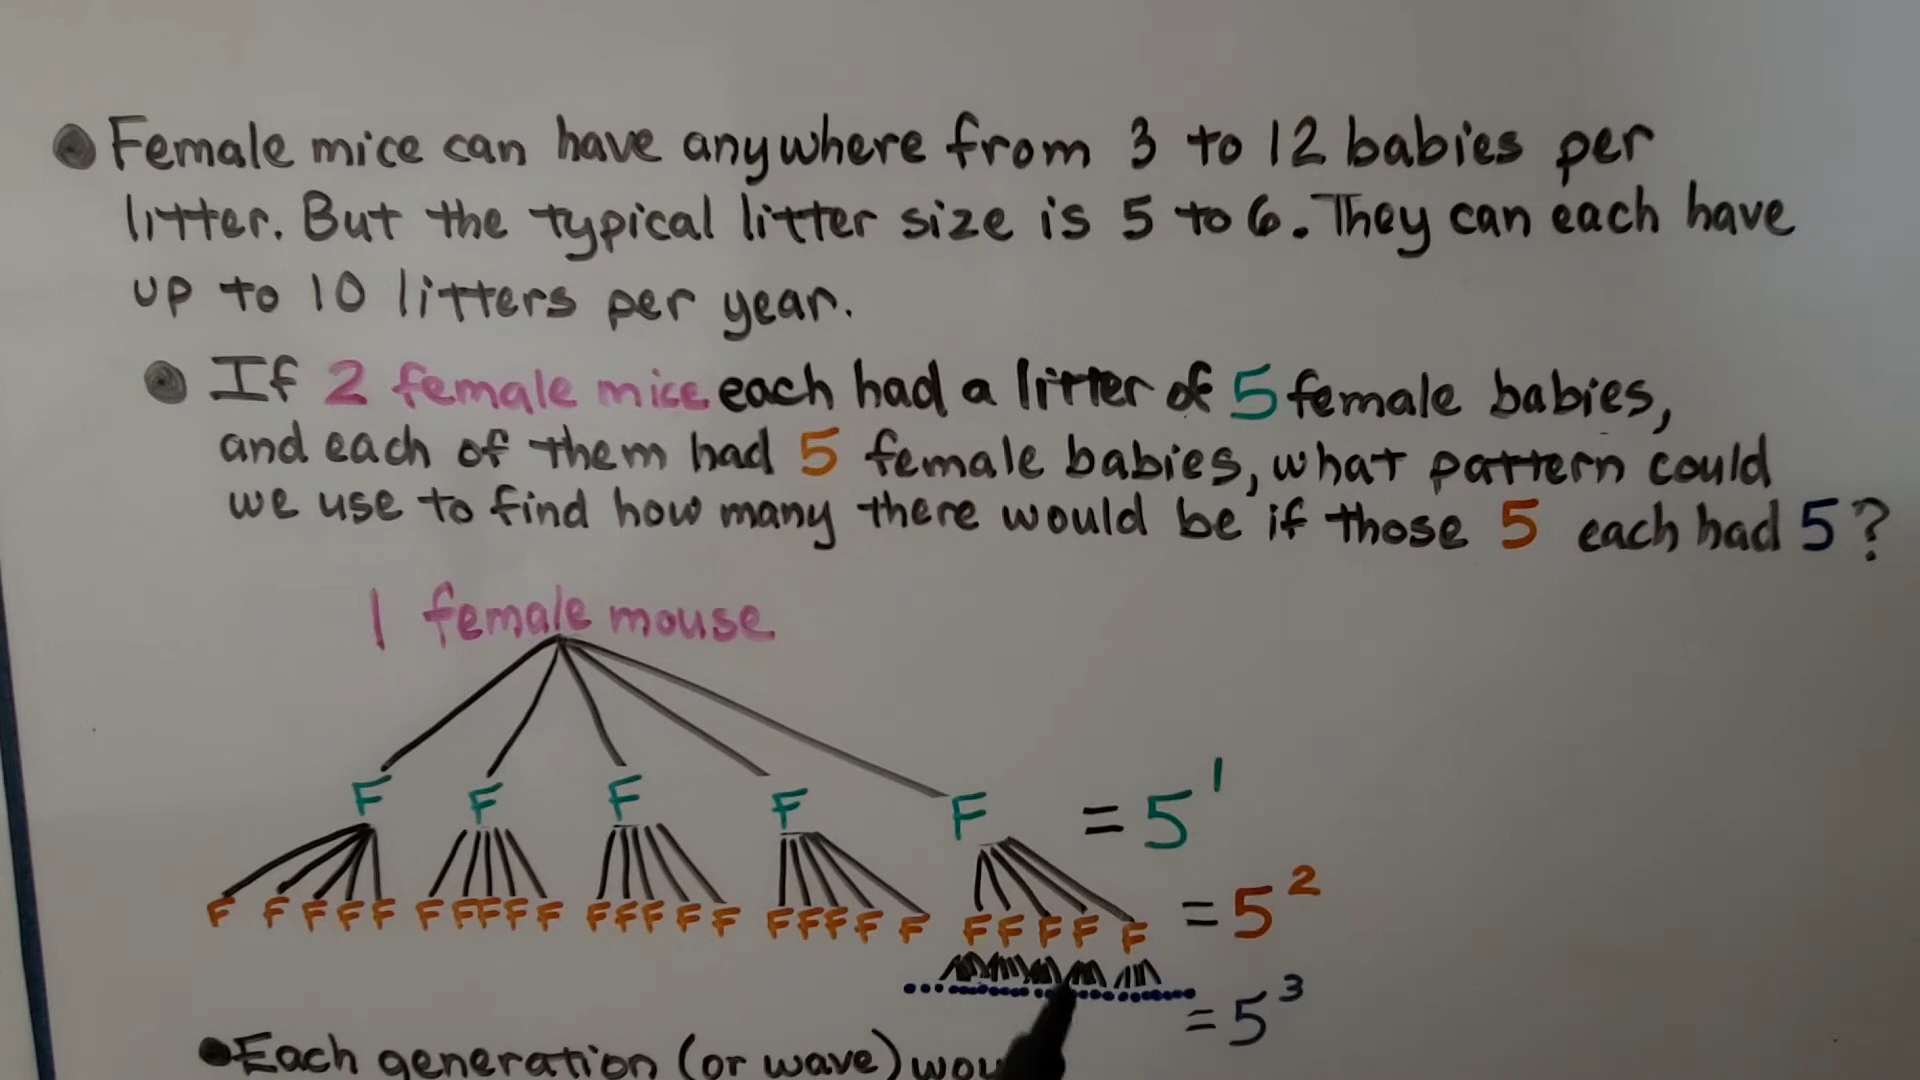 Female mice can have anywhere from 3 to 12 babies per
litter. But the typical litter size is 5 to 6. They can each have
up to 10 litters per year.
If 2 female mice each had a litter of 5 female babies,
and each of them had 5 female babies, what pattern could
we use to find how many there would be if those 5 each had 5?
1 female mouse
F F F F F = 5¹
F F F F F F F F F F F F F F F F F F F F F F F F F = 5²
= 5³
Each generation (or wave)